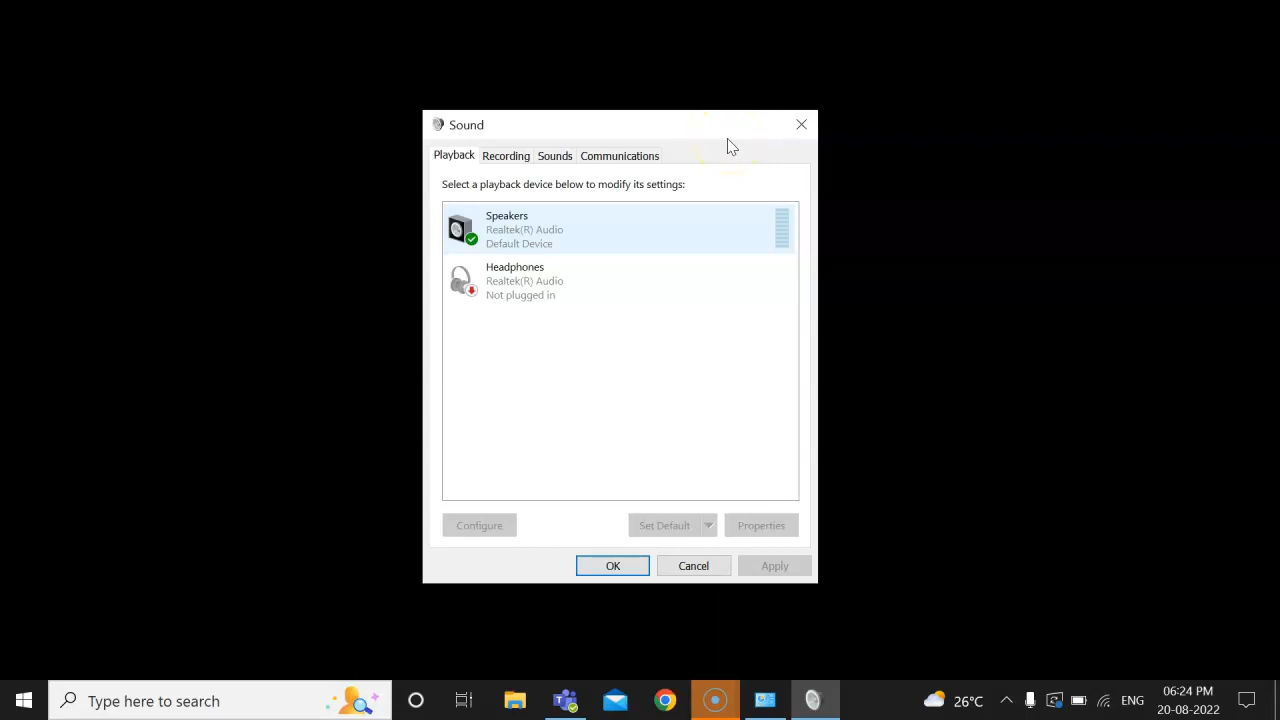 Sound
Playback
Recording
Sounds
Communications
Select a playback device below to modify its settings:
Speakers
Realtek(R) Audio
Default Device
Headphones
Realtek(R) Audio
Not plugged in
Configure
Set Default
Properties
OK
Cancel
Apply
Type here to search
26°C
ENG
06:24 PM
20-08-2022